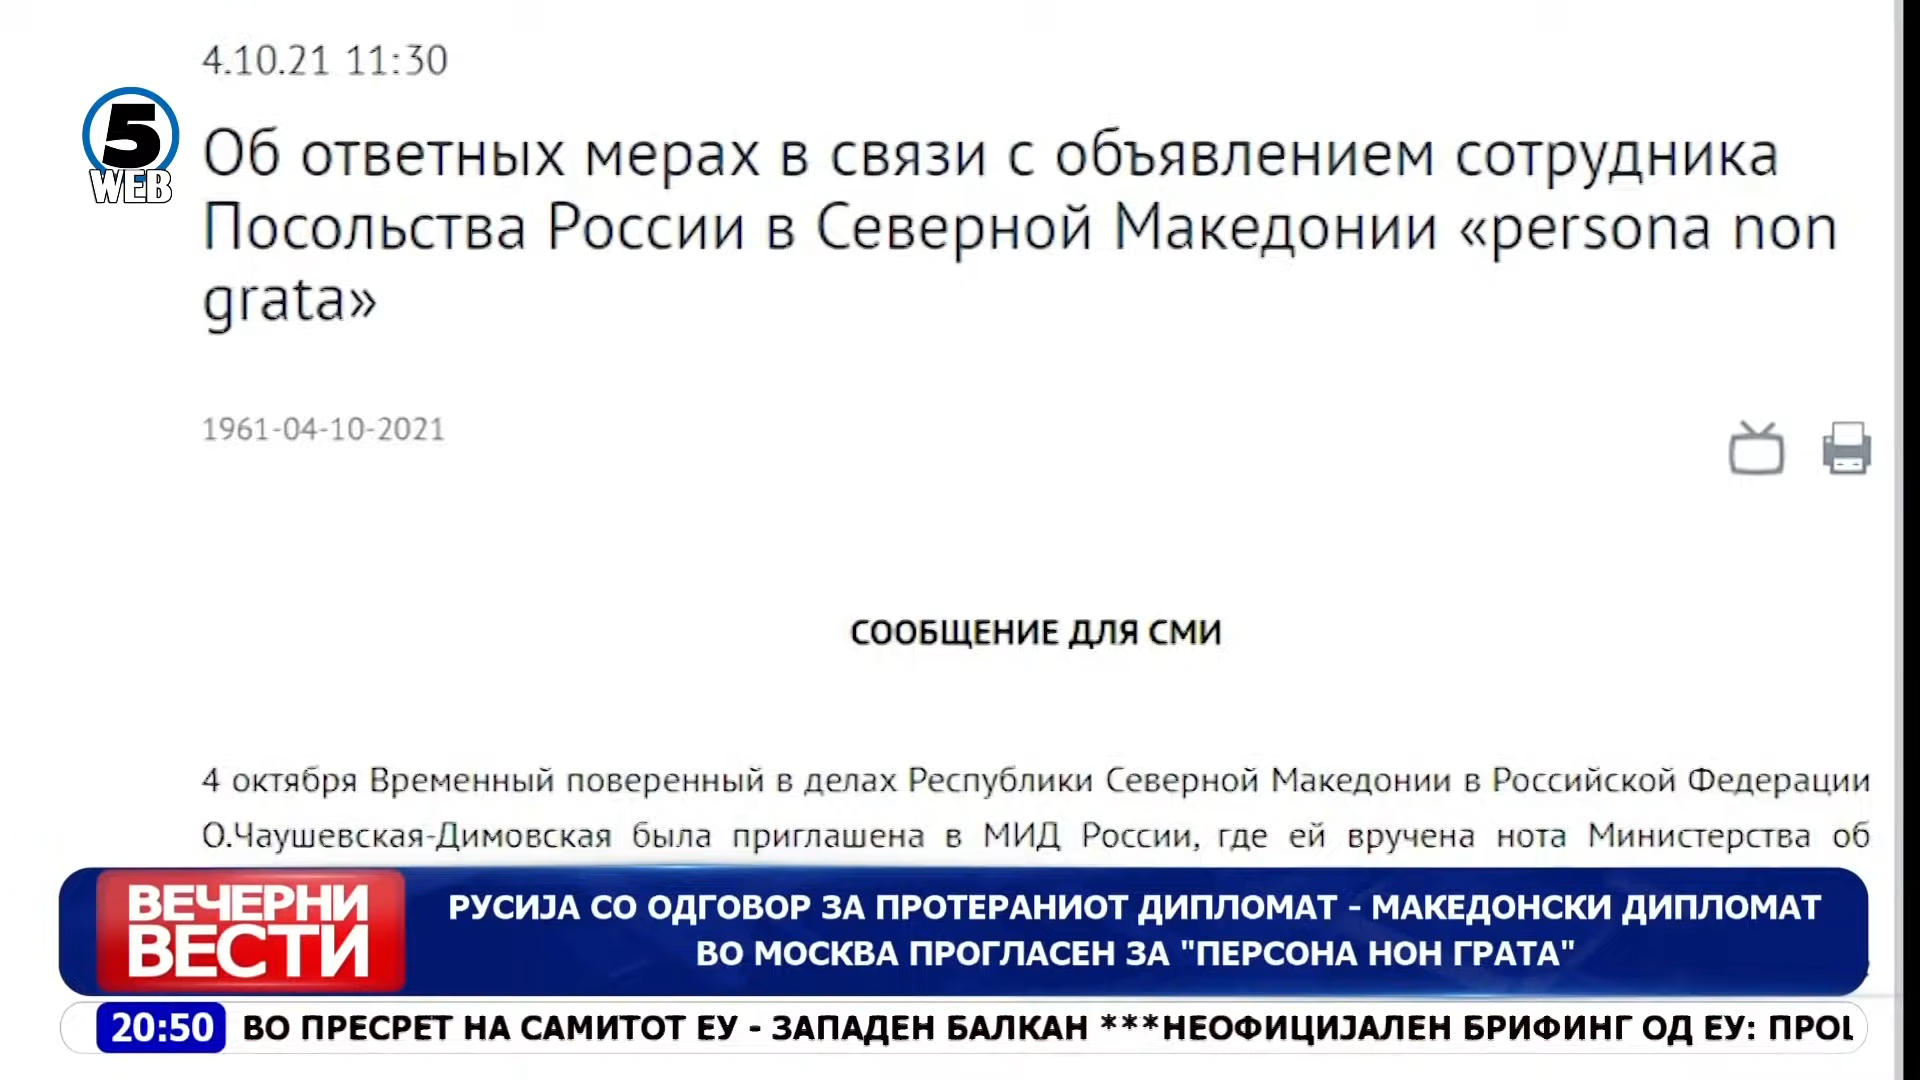 4.10.21 11:30
5
WEB
Об ответных мерах в связи с объявлением сотрудника
Посольства России в Северной Македонии «persona non
grata»
1961-04-10-2021
СООБЩЕНИЕ ДЛЯ СМИ
4 октября Временный поверенный в делах Республики Северной Македонии в Российской Федерации
О.Чаушевская-Димовская была приглашена в МИД России, где ей вручена нота Министерства об
ВЕЧЕРНИ
ВЕСТИ
РУСИЈА СО ОДГОВОР ЗА ПРОТЕРАНИОТ ДИПЛОМАТ - МАКЕДОНСКИ ДИПЛОМАТ
ВО МОСКВА ПРОГЛАСЕН ЗА "ПЕРСОНА НОН ГРАТА"
20:50 ВО ПРЕСРЕТ НА САМИТОТ ЕУ - ЗАПАДЕН БАЛКАН ***НЕОФИЦИЈАЛЕН БРИФИНГ ОД ЕУ: